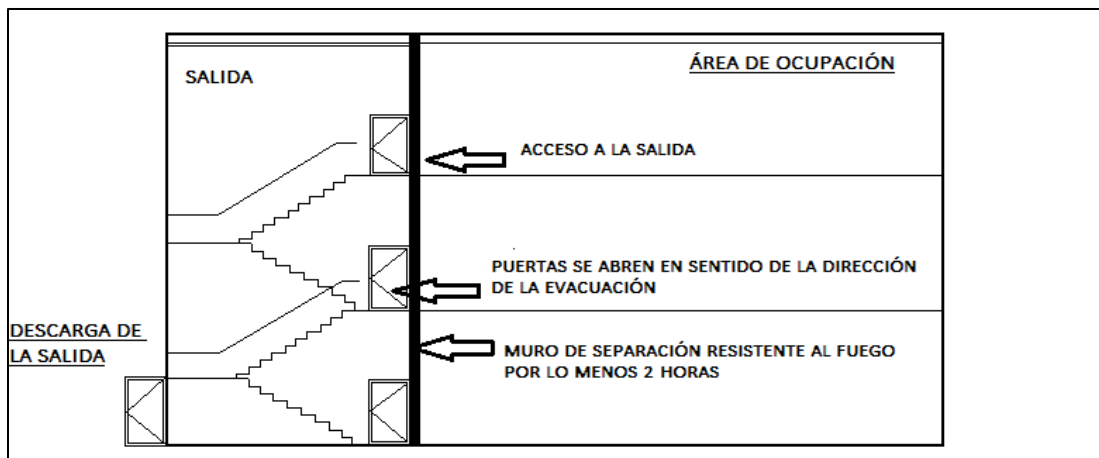 SALIDA
ÁREA DE OCUPACIÓN
ACCESO A LA SALIDA
PUERTAS SE ABREN EN SENTIDO DE LA DIRECCIÓN
DE LA EVACUACIÓN
DESCARGA DE
LA SALIDA
MURO DE SEPARACIÓN RESISTENTE AL FUEGO
POR LO MENOS 2 HORAS